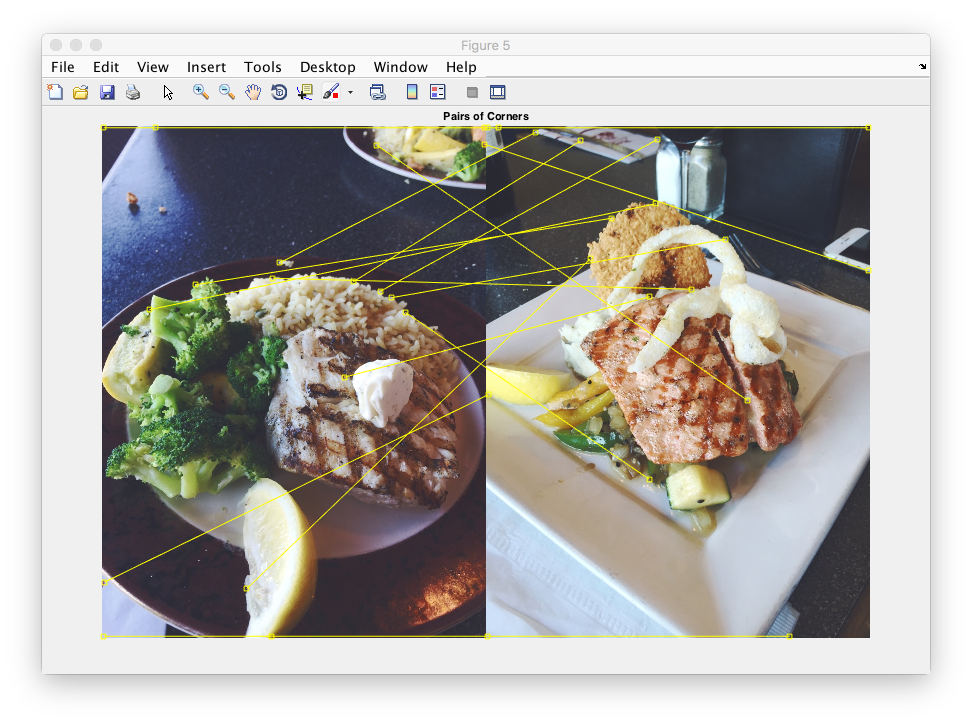 Figure 5
File Edit View Insert Tools Desktop Window Help
Pairs of Corners